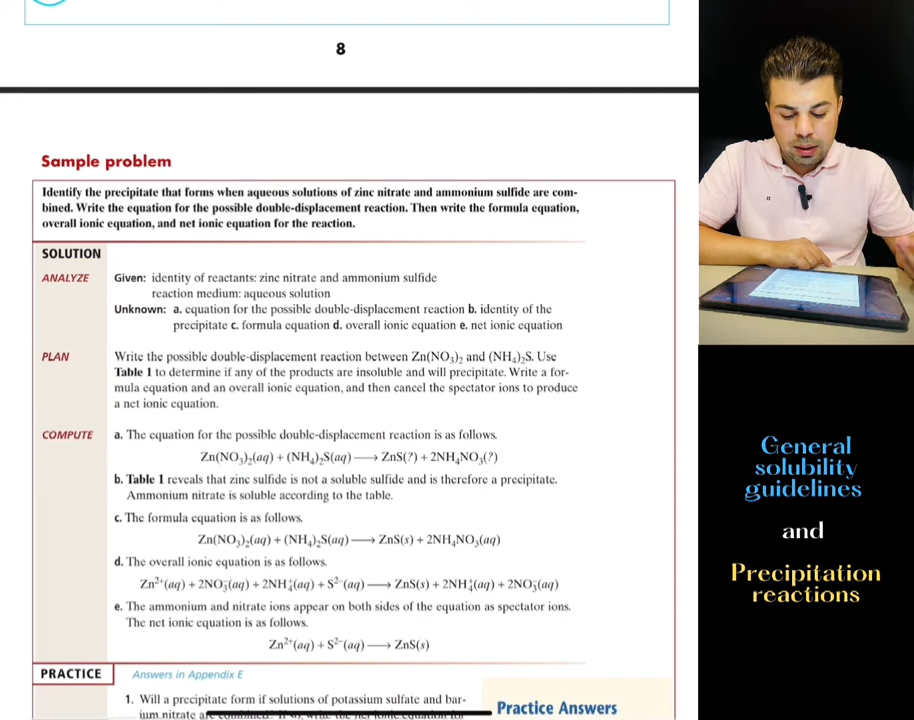 8
Sample problem
Identify the precipitate that forms when aqueous solutions of zinc nitrate and ammonium sulfide are com-
bined. Write the equation for the possible double-displacement reaction. Then write the formula equation,
overall ionic equation, and net ionic equation for the reaction.
SOLUTION
ANALYZE Given: identity of reactants: zinc nitrate and ammonium sulfide
reaction medium: aqueous solution
Unknown: a. equation for the possible double-displacement reaction b. identity of the
precipitate c. formula equation d. overall ionic equation e. net ionic equation
PLAN Write the possible double-displacement reaction between Zn(NO₃)₂ and (NH₄)₂S. Use
Table 1 to determine if any of the products are insoluble and will precipitate. Write a for-
mula equation and an overall ionic equation, and then cancel the spectator ions to produce
a net ionic equation.
COMPUTE a. The equation for the possible double-displacement reaction is as follows.
Zn(NO₃)₂(aq) + (NH₄)₂S(aq) ⟶ ZnS(?) + 2NH₄NO₃(?)
b. Table 1 reveals that zinc sulfide is not a soluble sulfide and is therefore a precipitate.
Ammonium nitrate is soluble according to the table.
c. The formula equation is as follows.
Zn(NO₃)₂(aq) + (NH₄)₂S(aq) ⟶ ZnS(s) + 2NH₄NO₃(aq)
d. The overall ionic equation is as follows.
Zn²⁺(aq) + 2NO₃⁻(aq) + 2NH₄⁺(aq) + S²⁻(aq) ⟶ ZnS(s) + 2NH₄⁺(aq) + 2NO₃⁻(aq)
e. The ammonium and nitrate ions appear on both sides of the equation as spectator ions.
The net ionic equation is as follows.
Zn²⁺(aq) + S²⁻(aq) ⟶ ZnS(s)
PRACTICE Answers in Appendix E
1. Will a precipitate form if solutions of potassium sulfate and bar-
ium nitrate are combined? If so, write the net ionic equation for
Practice Answers
General
solubility
guidelines
and
Precipitation
reactions